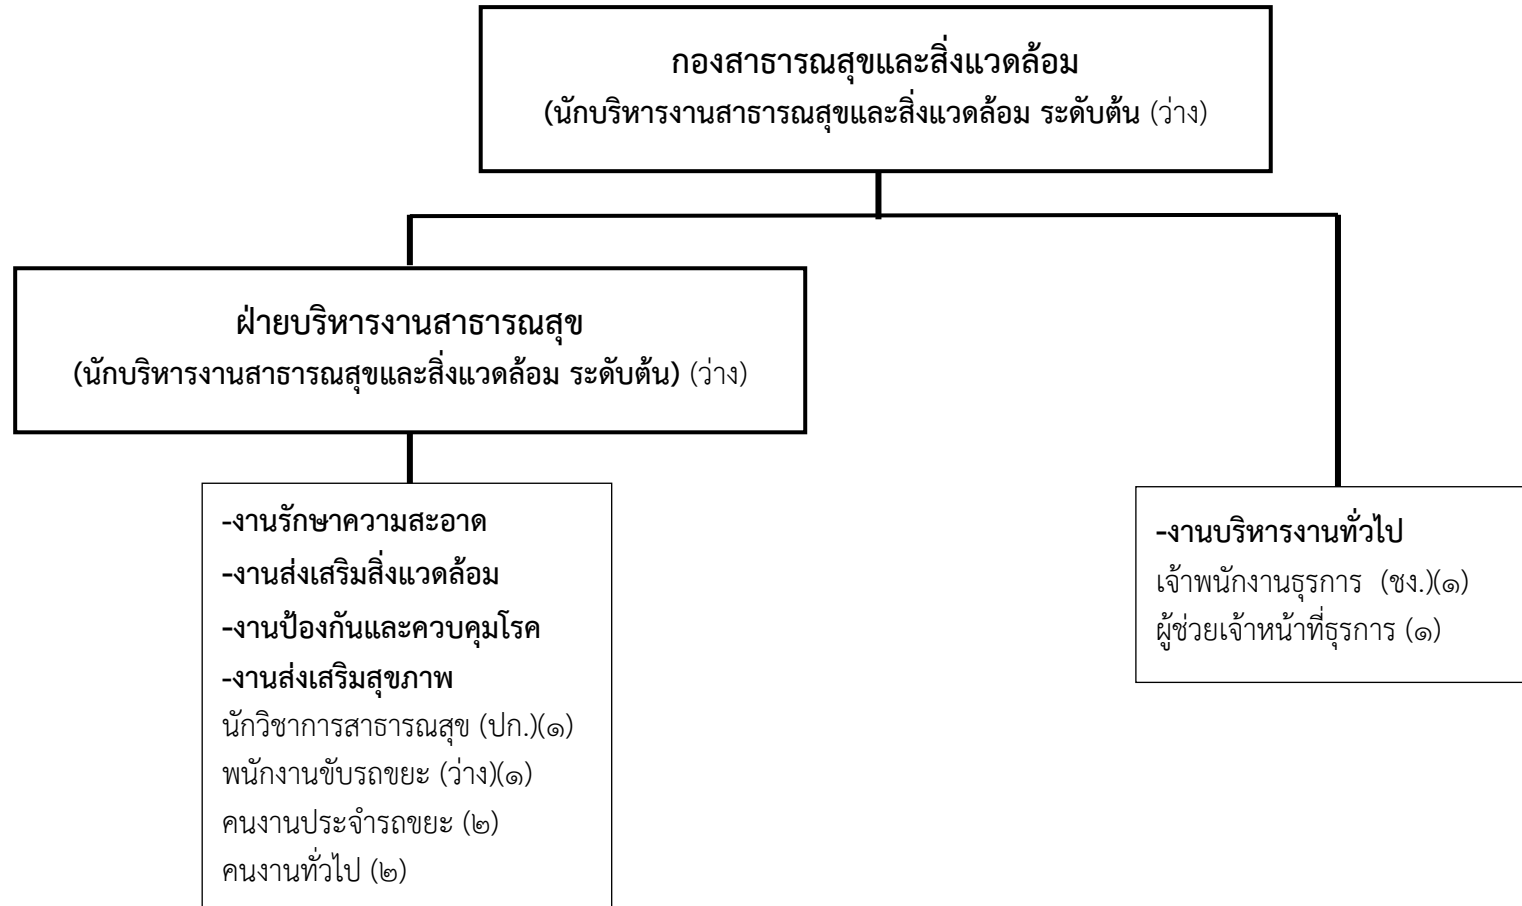 กองสาธารณสุขและสิ่งแวดล้อม
(นักบริหารงานสาธารณสุขและสิ่งแวดล้อม ระดับต้น (ว่าง)
ฝ่ายบริหารงานสาธารณสุข
(นักบริหารงานสาธารณสุขและสิ่งแวดล้อม ระดับต้น) (ว่าง)
-งานรักษาความสะอาด
-งานส่งเสริมสิ่งแวดล้อม
-งานป้องกันและควบคุมโรค
-งานส่งเสริมสุขภาพ
นักวิชาการสาธารณสุข (ปก.)(๑)
พนักงานขับรถขยะ (ว่าง)(๑)
คนงานประจำรถขยะ (๒)
คนงานทั่วไป (๒)
-งานบริหารงานทั่วไป
เจ้าพนักงานธุรการ (ชง.)(๑)
ผู้ช่วยเจ้าหน้าที่ธุรการ (๑)